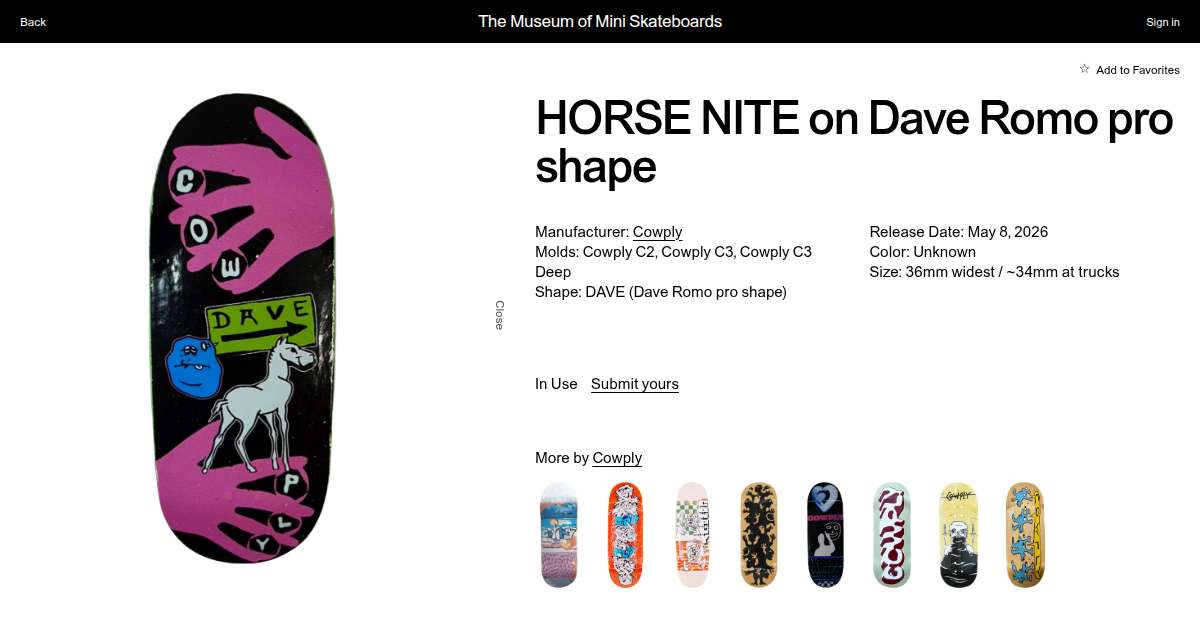 Back
The Museum of Mini Skateboards
Sign in
☆ Add to Favorites
HORSE NITE on Dave Romo pro
shape
Manufacturer: Cowply
Molds: Cowply C2, Cowply C3, Cowply C3
Deep
Shape: DAVE (Dave Romo pro shape)
Release Date: May 8, 2026
Color: Unknown
Size: 36mm widest / ~34mm at trucks
Close
In Use Submit yours
More by Cowply
C
O
W
DAVE
P
L
Y
COWPLY
COWPLY